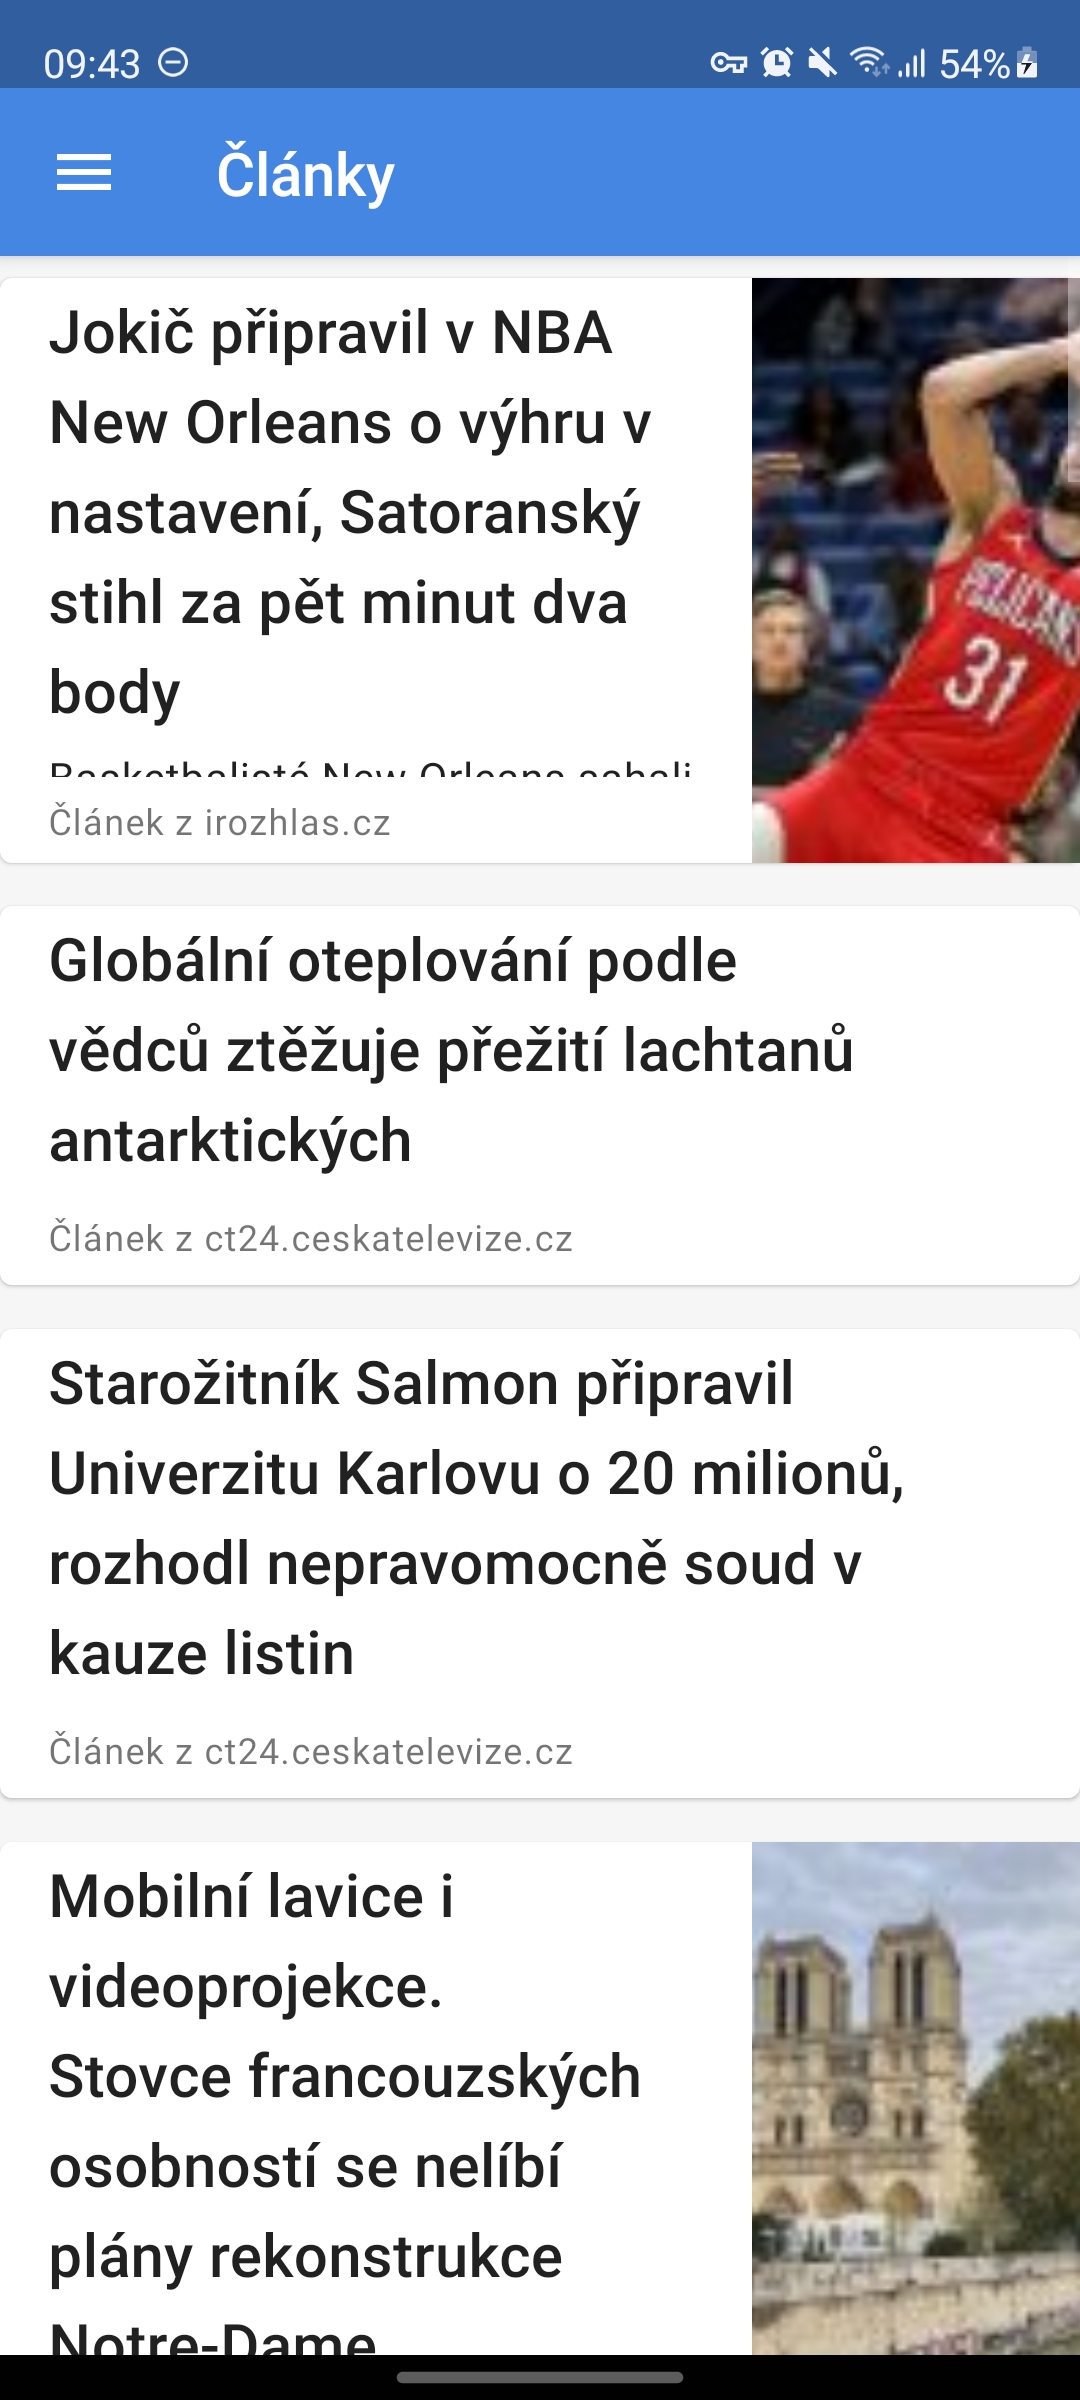 09:43
54%
Články
Jokič připravil v NBA
New Orleans o výhru v
nastavení, Satoranský
stihl za pět minut dva
body
Basketbalisté New Orleans sahali
Článek z irozhlas.cz
PELICANS
31
Globální oteplování podle
vědců ztěžuje přežití lachtanů
antarktických
Článek z ct24.ceskatelevize.cz
Starožitník Salmon připravil
Univerzitu Karlovu o 20 milionů,
rozhodl nepravomocně soud v
kauze listin
Článek z ct24.ceskatelevize.cz
Mobilní lavice i
videoprojekce.
Stovce francouzských
osobností se nelíbí
plány rekonstrukce
Notre-Dame